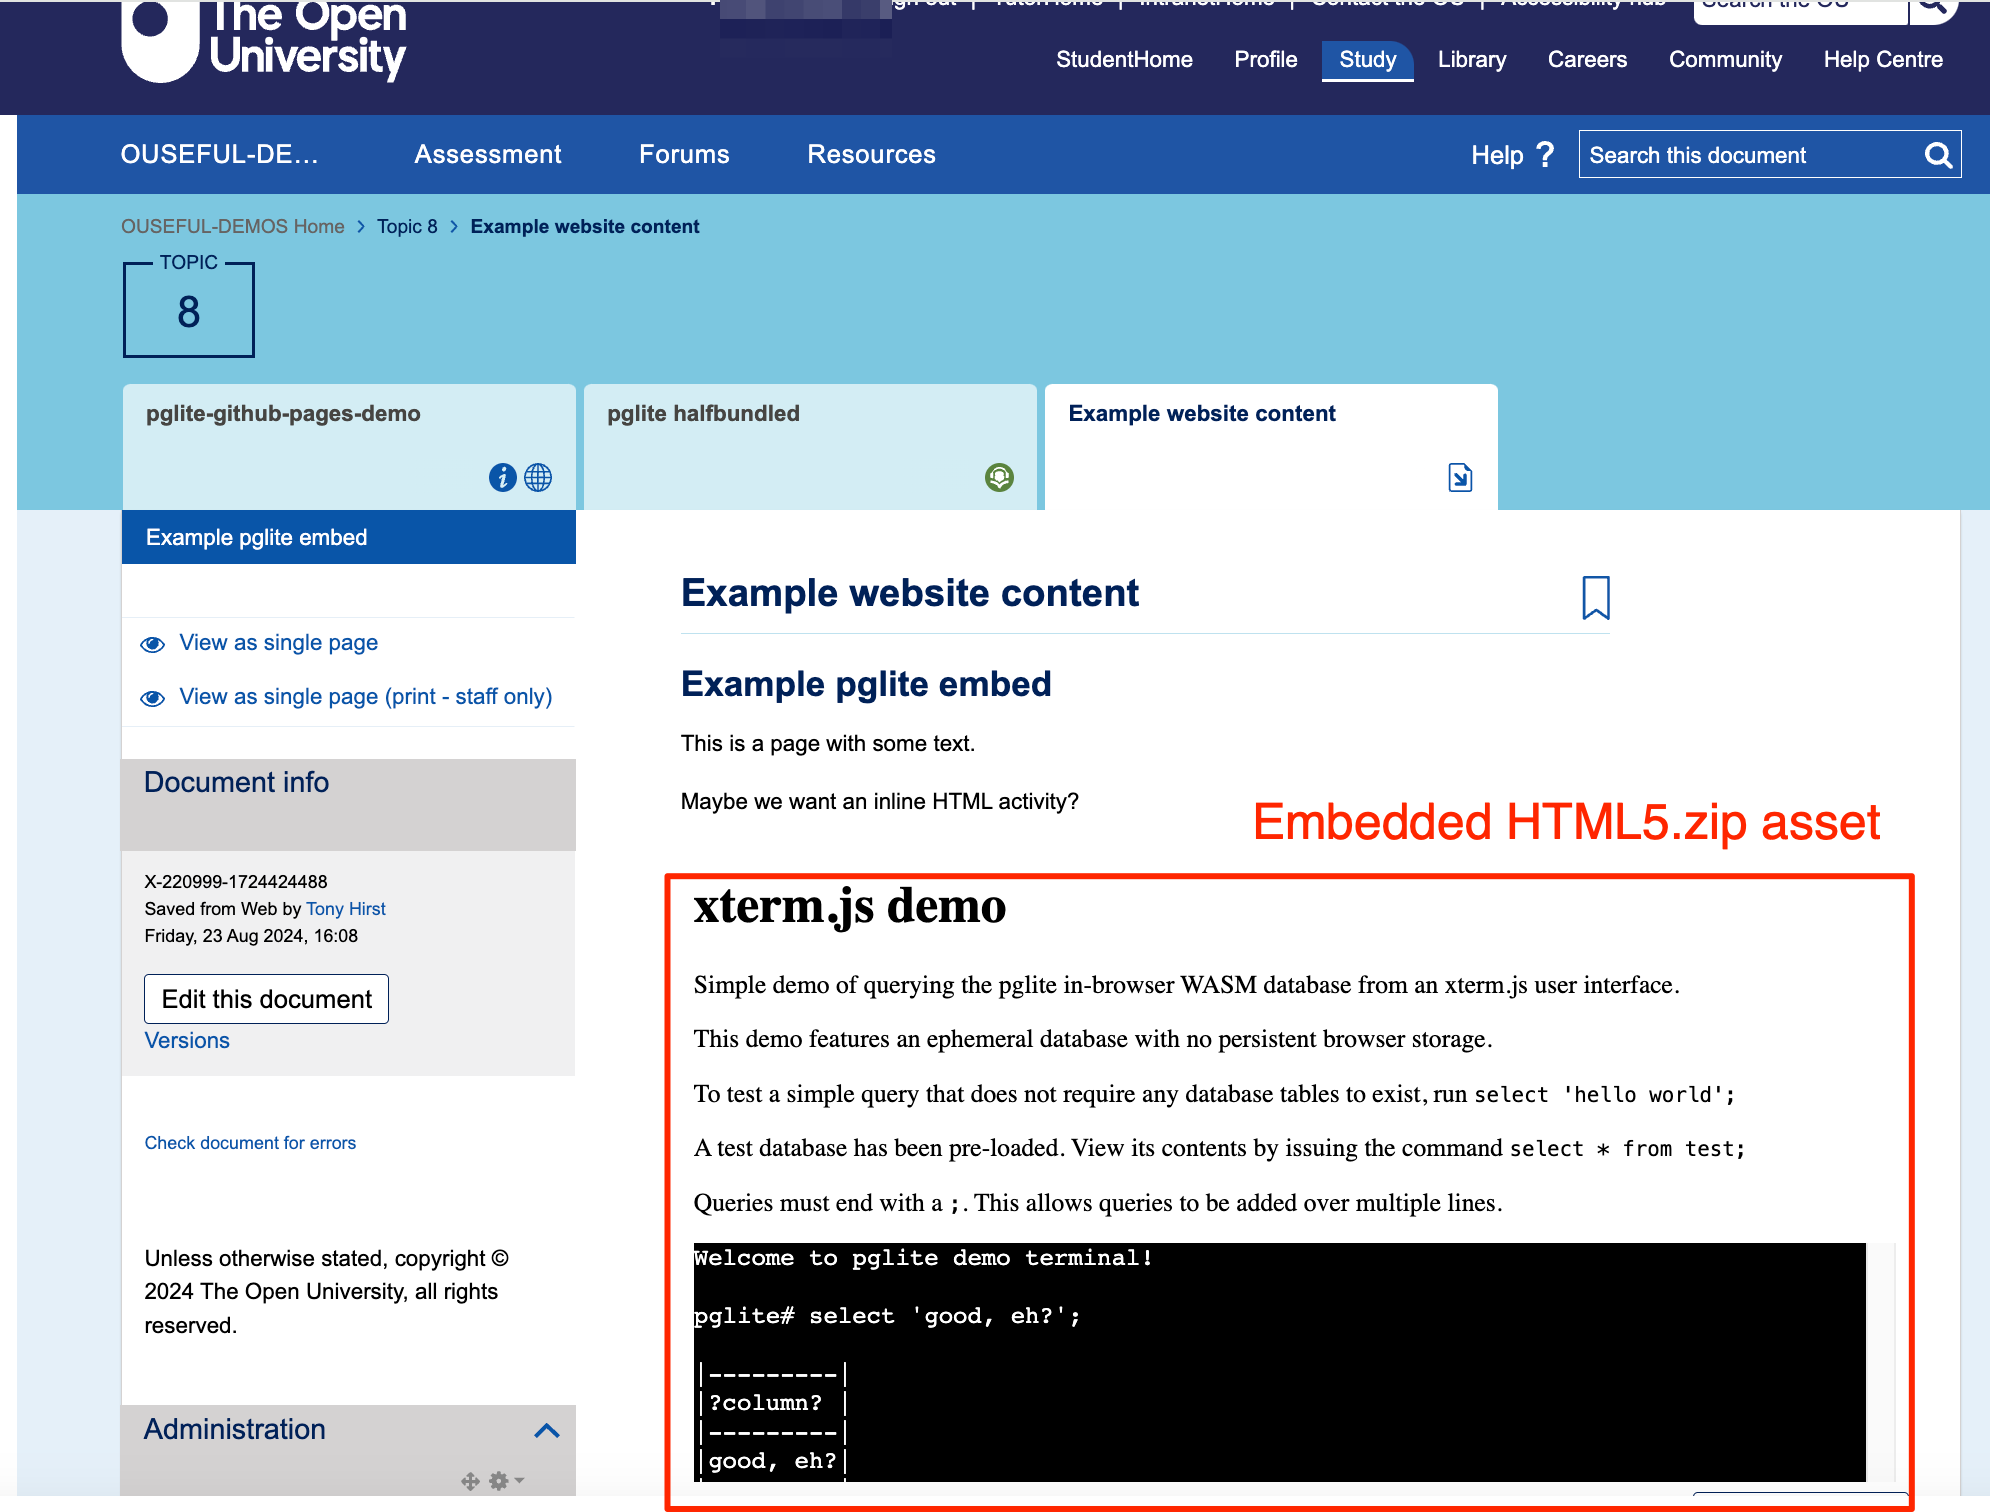 The Open
University
TutorHome | IntranetHome | Contact the OU | Accessibility hub
Search the OU
StudentHome Profile Study Library Careers Community Help Centre
OUSEFUL-DE... Assessment Forums Resources Help ? Search this document
OUSEFUL-DEMOS Home > Topic 8 > Example website content
TOPIC
8
pglite-github-pages-demo
pglite halfbundled
Example website content
Example pglite embed
View as single page
View as single page (print - staff only)
Document info
X-220999-1724424488
Saved from Web by Tony Hirst
Friday, 23 Aug 2024, 16:08
Edit this document
Versions
Check document for errors
Unless otherwise stated, copyright ©
2024 The Open University, all rights
reserved.
Administration
Example website content
Example pglite embed
This is a page with some text.
Maybe we want an inline HTML activity?
Embedded HTML5.zip asset
xterm.js demo
Simple demo of querying the pglite in-browser WASM database from an xterm.js user interface.
This demo features an ephemeral database with no persistent browser storage.
To test a simple query that does not require any database tables to exist, run select 'hello world';
A test database has been pre-loaded. View its contents by issuing the command select * from test;
Queries must end with a ;. This allows queries to be added over multiple lines.
Welcome to pglite demo terminal!
pglite# select 'good, eh?';
|---------|
|?column? |
|---------|
|good, eh?|